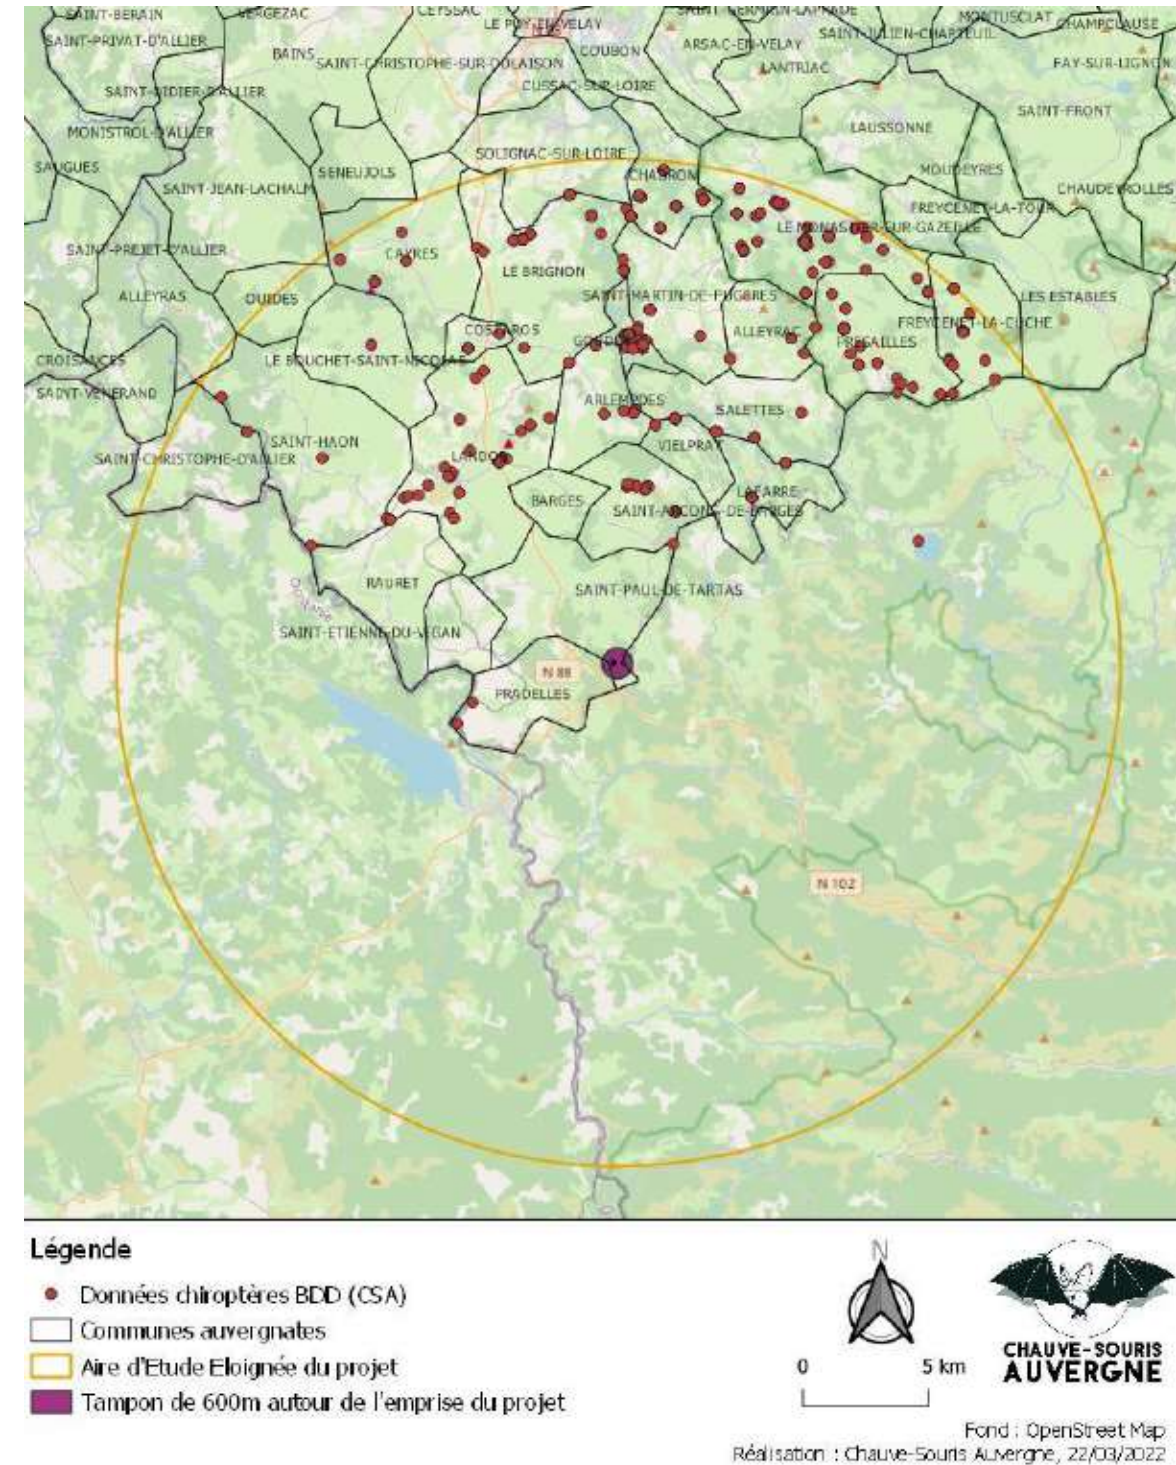 SAINT-BERAIN
VERGEZAC
CEYSSAC
LE PUY-EN-VELAY
SAINT-GERMAIN-LAPRADE
MONTUSCLAT
CHAMPCLAUSE
SAINT-PRIVAT-D'ALLIER
BAINS
SAINT-CHRISTOPHE-SUR-DOLAISON
COUBON
ARSAC-EN-VELAY
SAINT-JULIEN-CHAPTEUIL
LANTRIAC
FAY-SUR-LIGNON
SAINT-DIDIER-D'ALLIER
CUSSAC-SUR-LOIRE
SAINT-FRONT
MONISTROL-D'ALLIER
LAUSSONNE
SAUGUES
SENEUJOLS
SOLIGNAC-SUR-LOIRE
MOUDEYRES
SAINT-JEAN-LACHALM
CHADRON
CHAUDEYROLLES
FREYCENET-LA-TOUR
SAINT-PREJET-D'ALLIER
CAYRES
LE MONASTIER-SUR-GAZEILLE
LE BRIGNON
ALLEYRAS
OUIDES
SAINT-MARTIN-DE-FUGERES
LES ESTABLES
COSTAROS
GOUDET
ALLEYRAC
FREYCENET-LA-CUCHE
PRESAILLES
CROISANCES
LE BOUCHET-SAINT-NICOLAS
SAINT-VENERAND
ARLEMPDES
SALETTES
SAINT-HAON
VIELPRAT
SAINT-CHRISTOPHE-D'ALLIER
LANDOS
BARGES
LAFARRE
SAINT-ARCONS-DE-BARGES
RAURET
SAINT-PAUL-DE-TARTAS
SAINT-ETIENNE-DU-VIGAN
N 88
PRADELLES
N 102
Légende
Données chiroptères BDD (CSA)
Communes auvergnates
Aire d'Etude Eloignée du projet
Tampon de 600m autour de l'emprise du projet
N
0 5 km
CHAUVE-SOURIS
AUVERGNE
Fond : OpenStreet Map
Réalisation : Chauve-Souris Auvergne, 22/03/2022